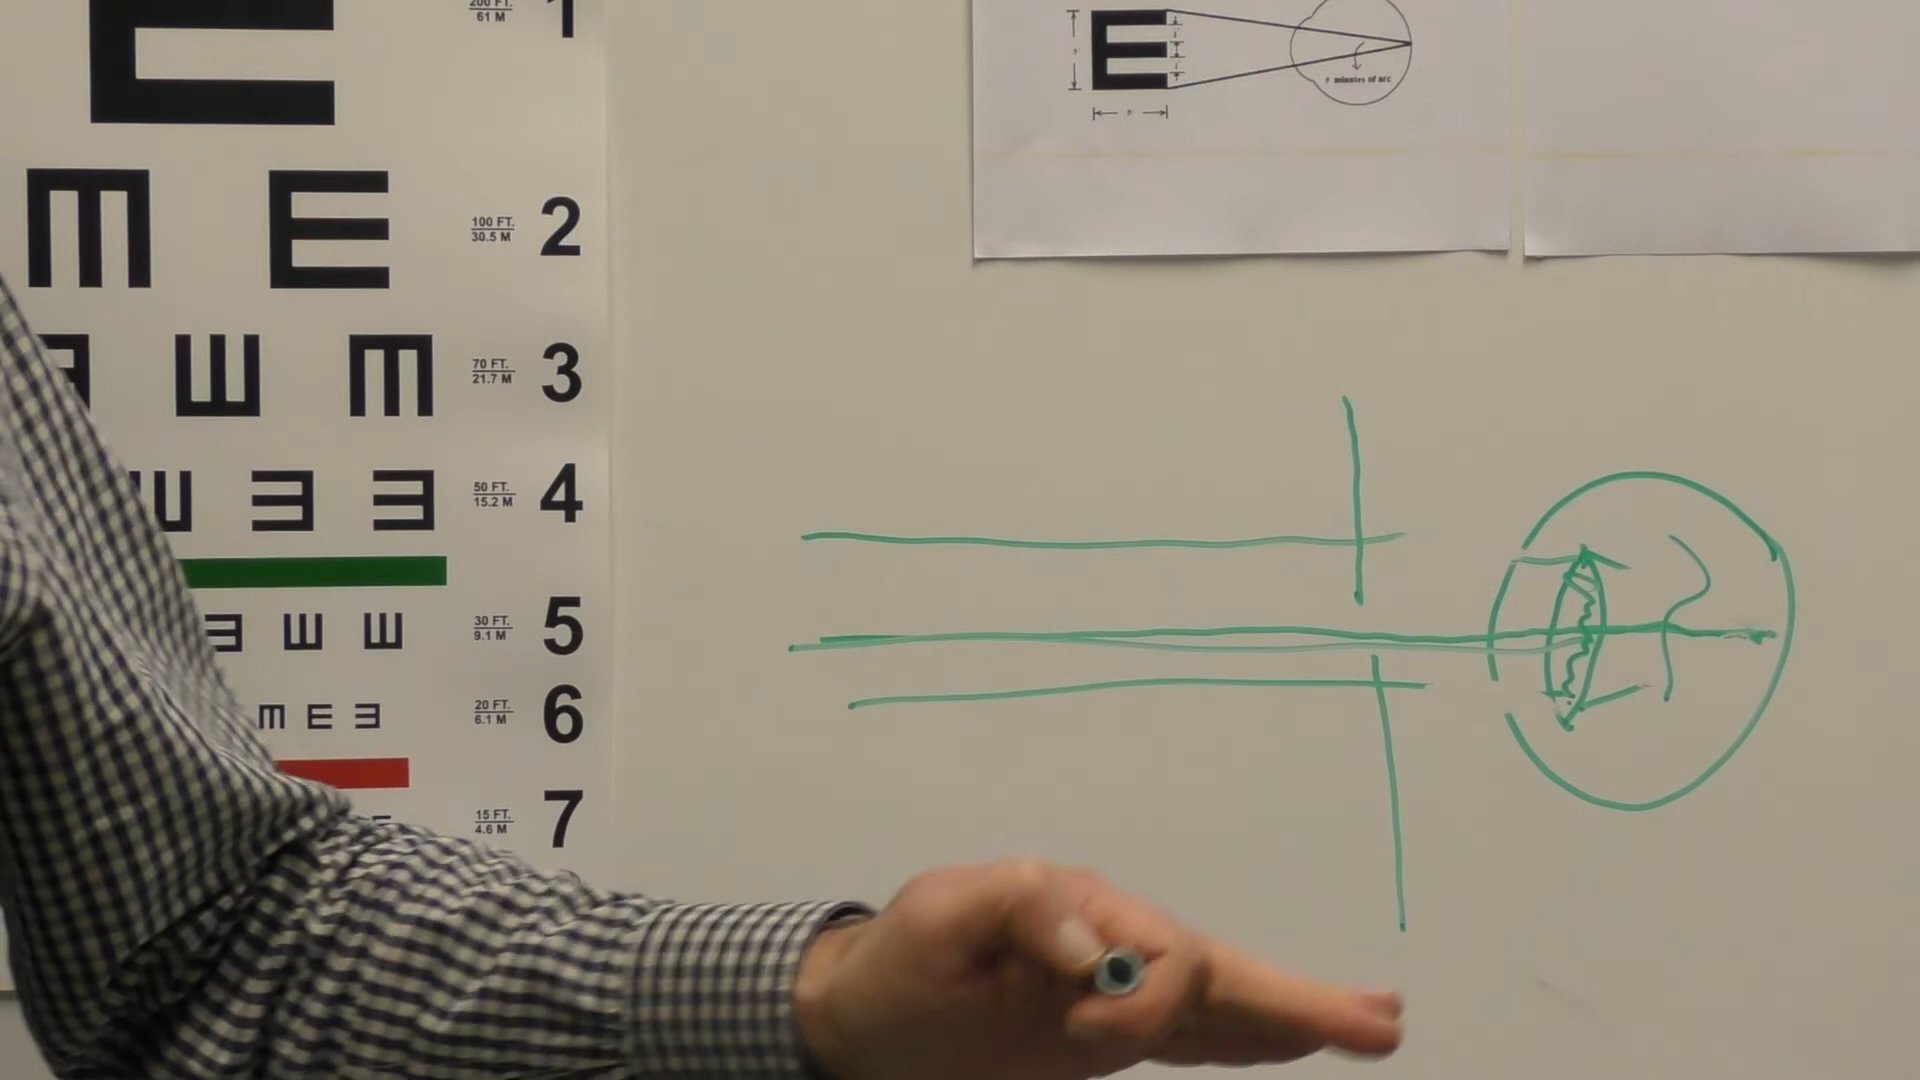 200 FT.
61 M
1
E
m E
100 FT.
30.5 M
2
Ш m
70 FT.
21.7 M
3
Ш Ǝ Ǝ
50 FT.
15.2 M
4
Ǝ Ш Ш
30 FT.
9.1 M
5
m E Ǝ
20 FT.
6.1 M
6
15 FT.
4.6 M
7
E
minutes of arc